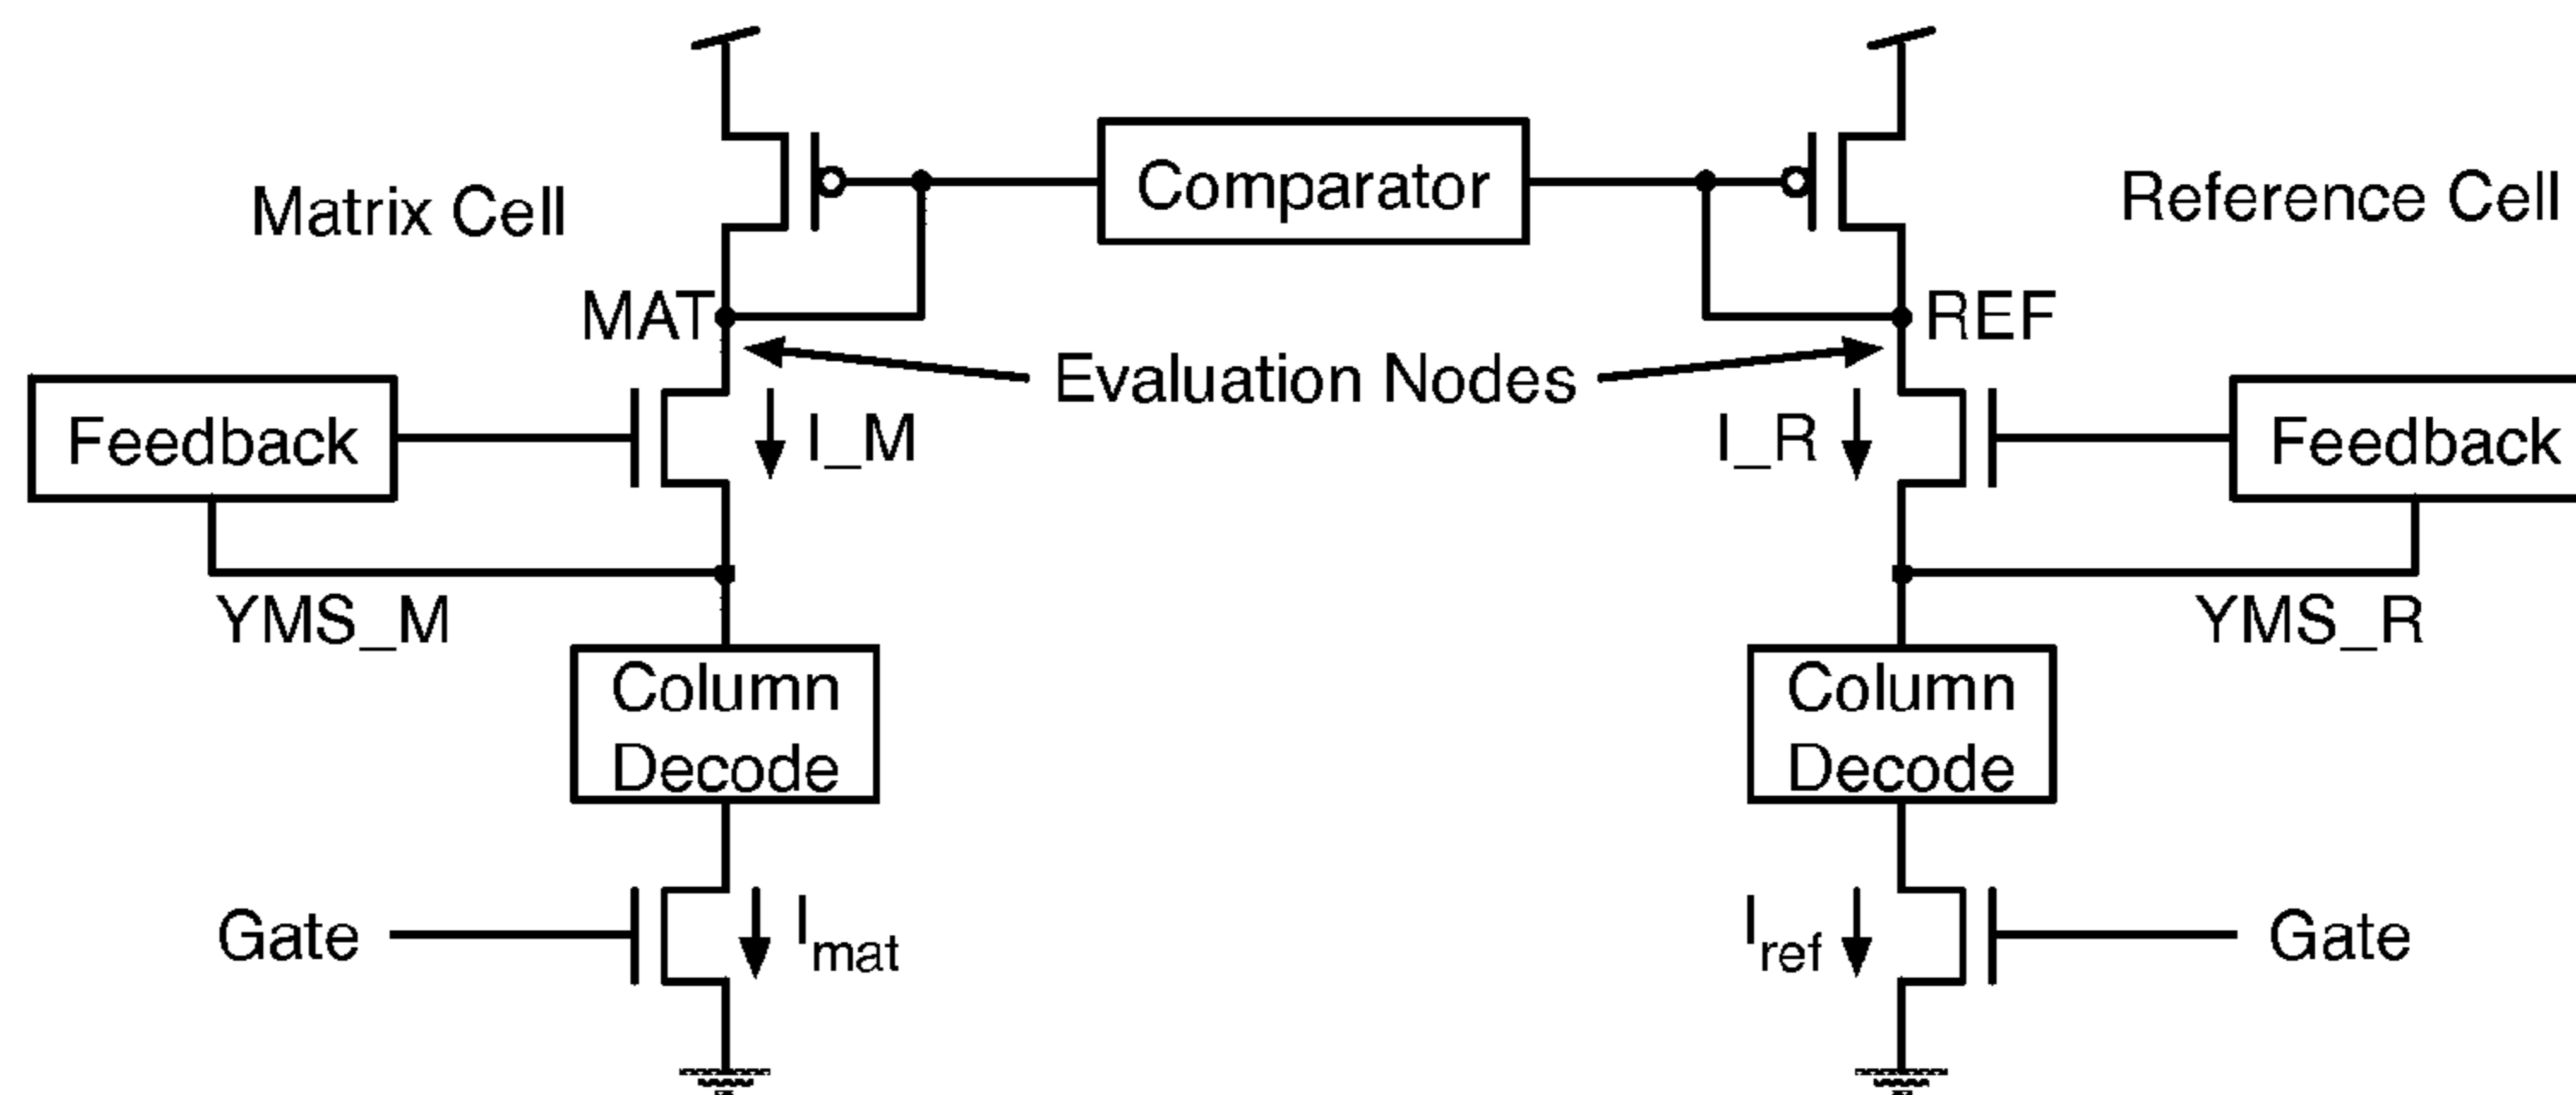 Matrix Cell
Comparator
Reference Cell
MAT
REF
Evaluation Nodes
Feedback
I_M
I_R
Feedback
YMS_M
YMS_R
Column
Decode
Column
Decode
Gate
Imat
Iref
Gate